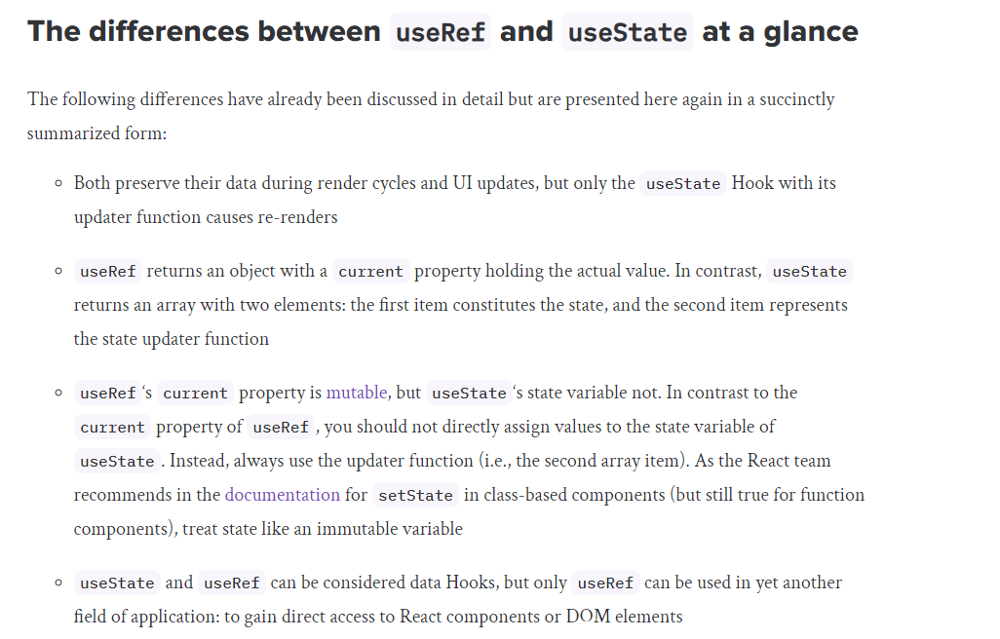 The differences between useRef and useState at a glance
The following differences have already been discussed in detail but are presented here again in a succinctly
summarized form:
Both preserve their data during render cycles and UI updates, but only the useState Hook with its
updater function causes re-renders
useRef returns an object with a current property holding the actual value. In contrast, useState
returns an array with two elements: the first item constitutes the state, and the second item represents
the state updater function
useRef ‘s current property is mutable, but useState ‘s state variable not. In contrast to the
current property of useRef , you should not directly assign values to the state variable of
useState . Instead, always use the updater function (i.e., the second array item). As the React team
recommends in the documentation for setState in class-based components (but still true for function
components), treat state like an immutable variable
useState and useRef can be considered data Hooks, but only useRef can be used in yet another
field of application: to gain direct access to React components or DOM elements